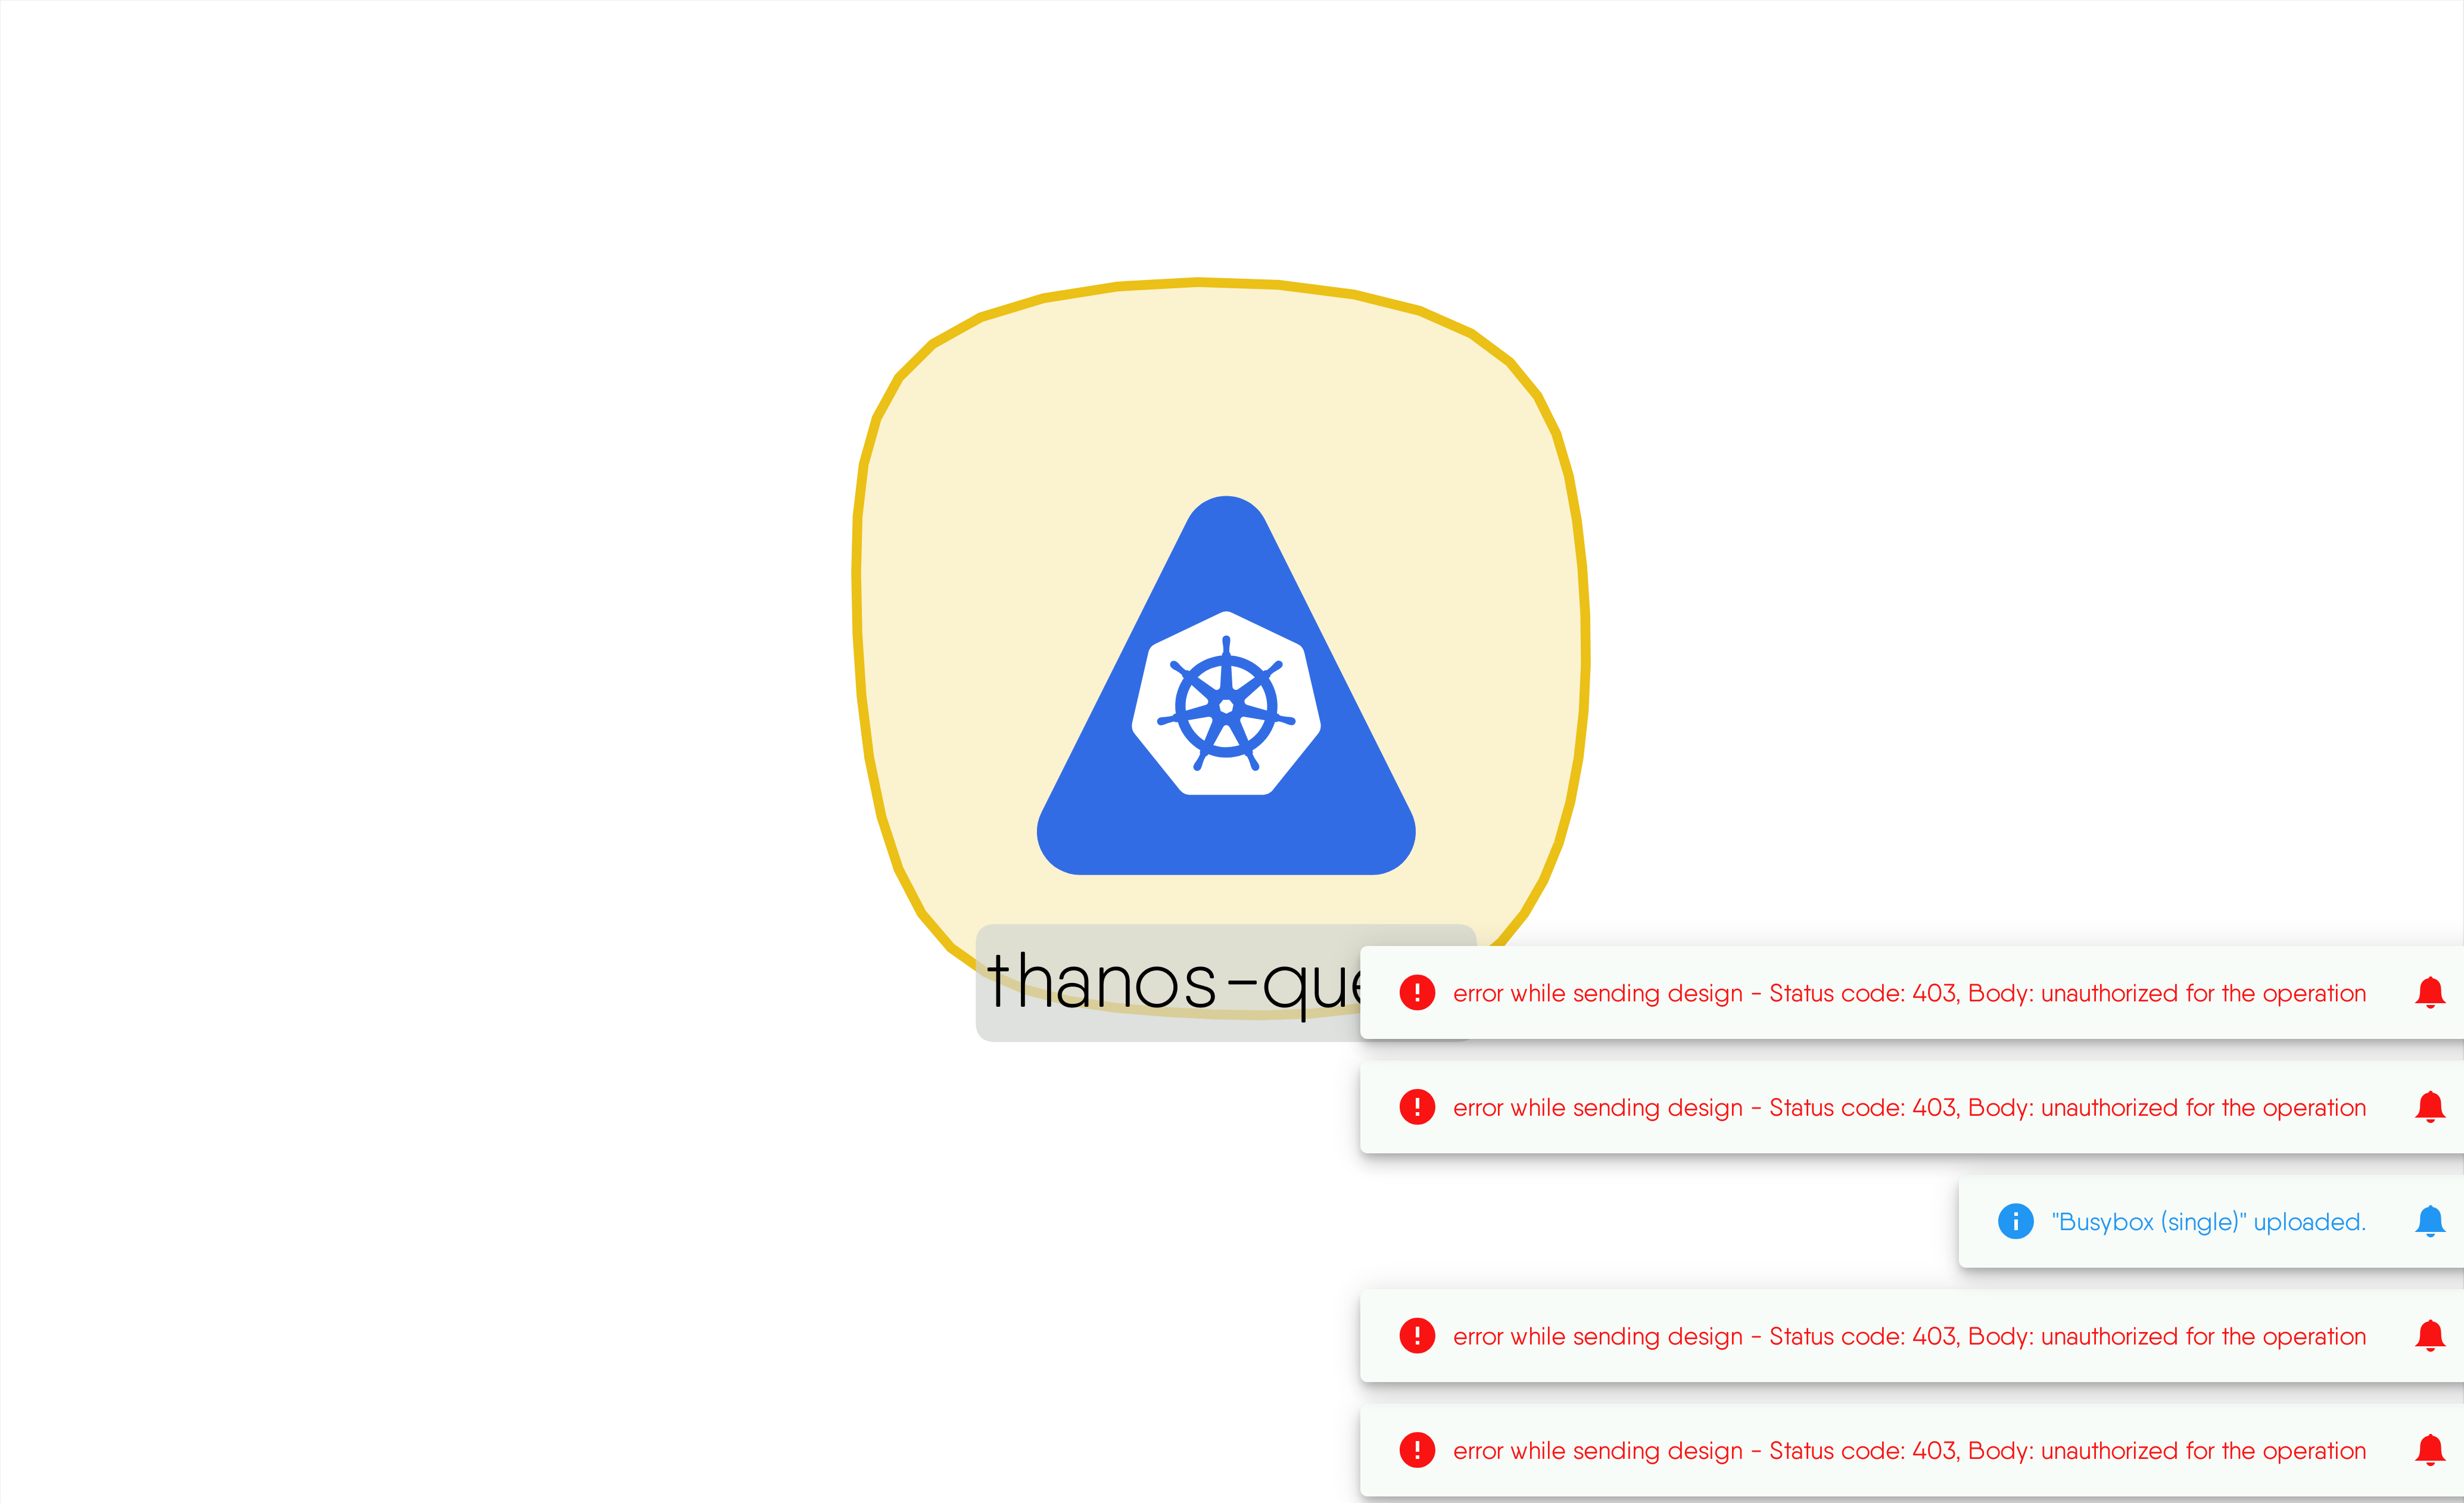 thanos-que
error while sending design - Status code: 403, Body: unauthorized for the operation
error while sending design - Status code: 403, Body: unauthorized for the operation
"Busybox (single)" uploaded.
error while sending design - Status code: 403, Body: unauthorized for the operation
error while sending design - Status code: 403, Body: unauthorized for the operation